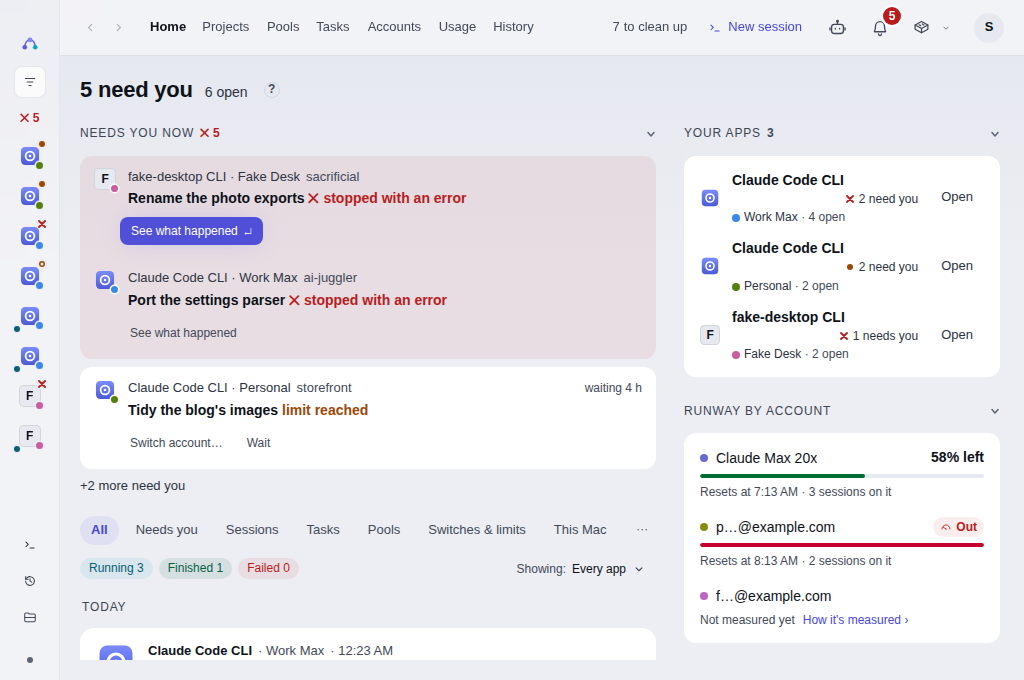 Home Projects Pools Tasks Accounts Usage History 7 to clean up New session 5 S
5
F
F
5 need you 6 open ?
NEEDS YOU NOW 5
F
fake-desktop CLI · Fake Desk sacrificial
Rename the photo exports stopped with an error
See what happened
Claude Code CLI · Work Max ai-juggler
Port the settings parser stopped with an error
See what happened
Claude Code CLI · Personal storefront waiting 4 h
Tidy the blog's images limit reached
Switch account… Wait
+2 more need you
All Needs you Sessions Tasks Pools Switches & limits This Mac ···
Running 3 Finished 1 Failed 0 Showing: Every app
TODAY
Claude Code CLI · Work Max · 12:23 AM
YOUR APPS 3
Claude Code CLI
2 need you Open
Work Max · 4 open
Claude Code CLI
2 need you Open
Personal · 2 open
fake-desktop CLI
F 1 needs you Open
Fake Desk · 2 open
RUNWAY BY ACCOUNT
Claude Max 20x 58% left
Resets at 7:13 AM · 3 sessions on it
p…@example.com Out
Resets at 8:13 AM · 2 sessions on it
f…@example.com
Not measured yet How it's measured ›